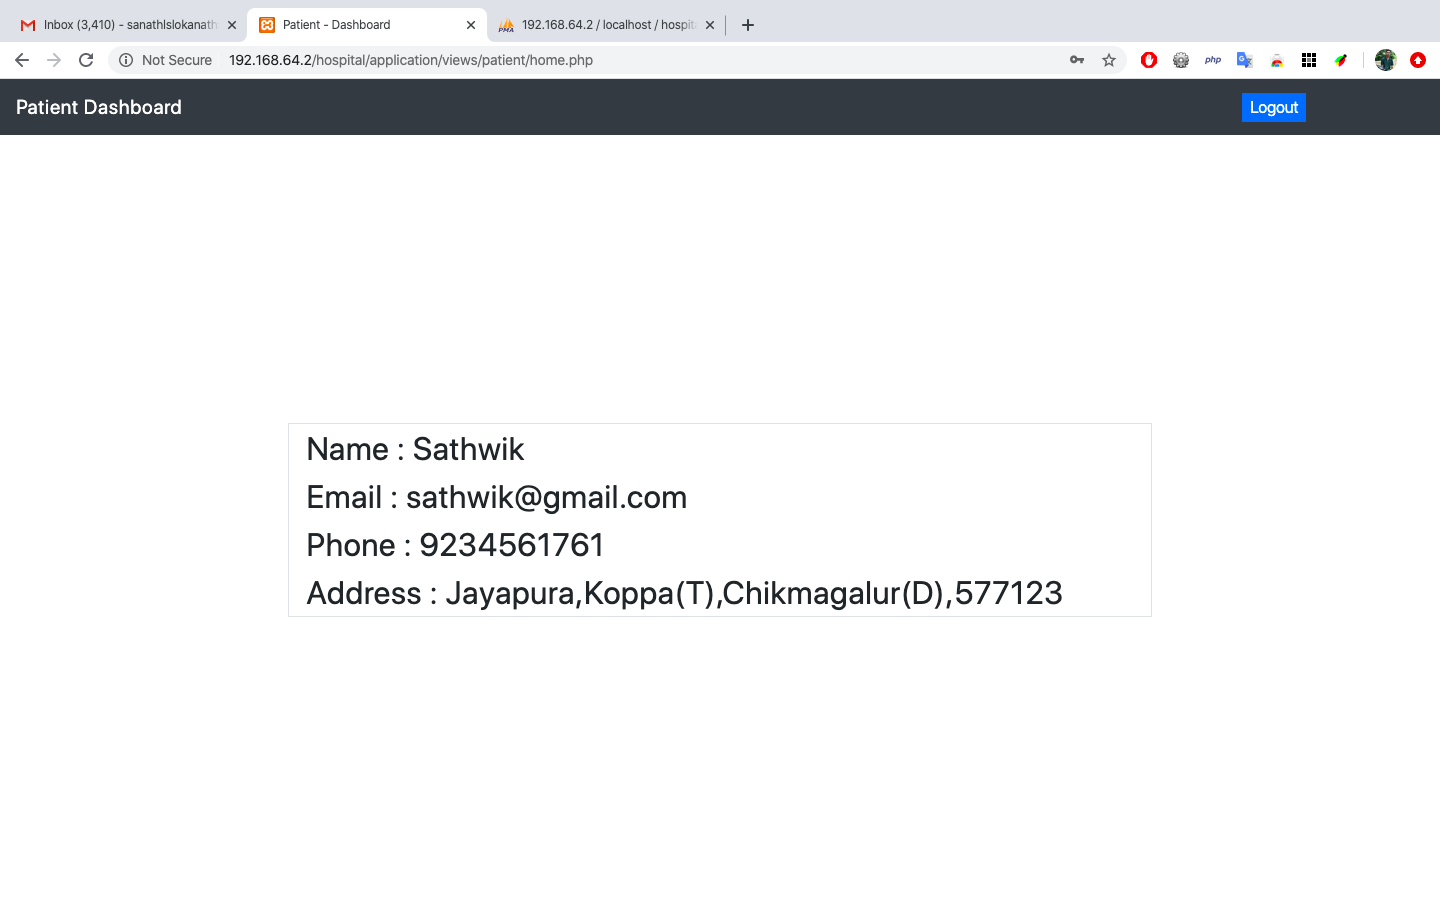 Inbox (3,410) - sanathlslokanath
Patient - Dashboard
192.168.64.2 / localhost / hospita
Not Secure
192.168.64.2/hospital/application/views/patient/home.php
php
Patient Dashboard
Logout
Name : Sathwik
Email : sathwik@gmail.com
Phone : 9234561761
Address : Jayapura,Koppa(T),Chikmagalur(D),577123